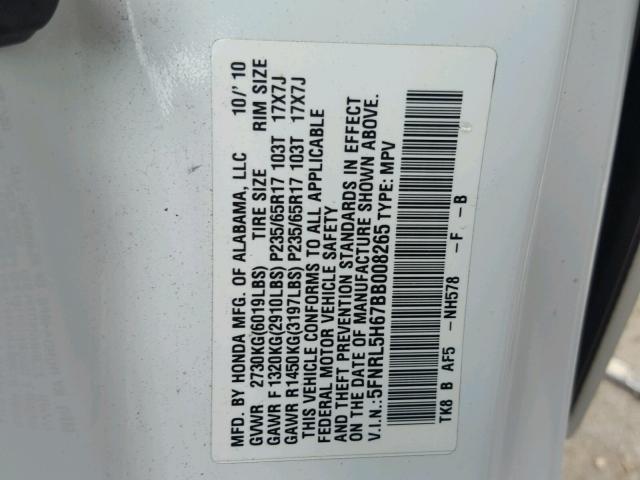 MFD. BY HONDA MFG. OF ALABAMA, LLC 10/'10
GVWR 2730KG(6019LBS) TIRE SIZE RIM SIZE
GAWR F 1320KG(2910LBS) P235/65R17 103T 17X7J
GAWR R1450KG(3197LBS) P235/65R17 103T 17X7J
THIS VEHICLE CONFORMS TO ALL APPLICABLE
FEDERAL MOTOR VEHICLE SAFETY
AND THEFT PREVENTION STANDARDS IN EFFECT
ON THE DATE OF MANUFACTURE SHOWN ABOVE.
V.I.N.: 5FNRL5H67BB008265 TYPE: MPV
TK8 B AF5 -NH578 -F -B